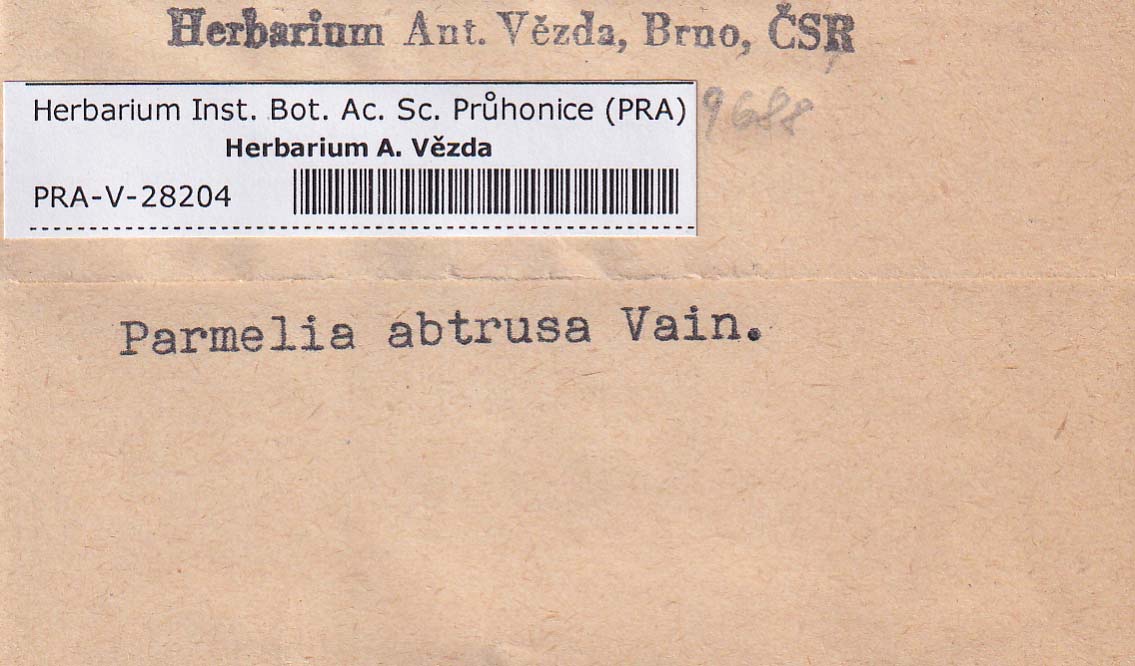 Herbarium Ant. Vězda, Brno, ČSR
Herbarium Inst. Bot. Ac. Sc. Průhonice (PRA)
9688
Herbarium A. Vězda
PRA-V-28204
Parmelia abtrusa Vain.